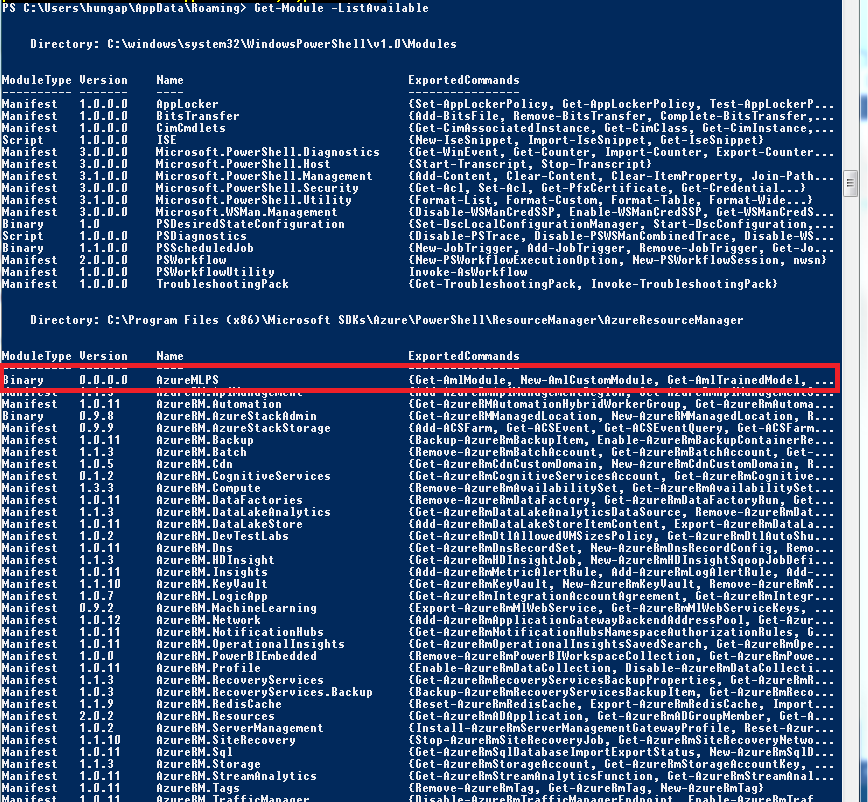 PS C:\Users\hungap\AppData\Roaming> Get-Module -ListAvailable
Directory: C:\windows\system32\WindowsPowerShell\v1.0\Modules
ModuleType Version Name ExportedCommands
---------- ------- ---- ----------------
Manifest 1.0.0.0 AppLocker {Set-AppLockerPolicy, Get-AppLockerPolicy, Test-AppLockerP...
Manifest 1.0.0.0 BitsTransfer {Add-BitsFile, Remove-BitsTransfer, Complete-BitsTransfer,...
Manifest 1.0.0.0 CimCmdlets {Get-CimAssociatedInstance, Get-CimClass, Get-CimInstance,...
Script 1.0.0.0 ISE {New-IseSnippet, Import-IseSnippet, Get-IseSnippet}
Manifest 3.0.0.0 Microsoft.PowerShell.Diagnostics {Get-WinEvent, Get-Counter, Import-Counter, Export-Counter...
Manifest 3.0.0.0 Microsoft.PowerShell.Host {Start-Transcript, Stop-Transcript}
Manifest 3.1.0.0 Microsoft.PowerShell.Management {Add-Content, Clear-Content, Clear-ItemProperty, Join-Path...
Manifest 3.0.0.0 Microsoft.PowerShell.Security {Get-Acl, Set-Acl, Get-PfxCertificate, Get-Credential...}
Manifest 3.1.0.0 Microsoft.PowerShell.Utility {Format-List, Format-Custom, Format-Table, Format-Wide...}
Manifest 3.0.0.0 Microsoft.WSMan.Management {Disable-WSManCredSSP, Enable-WSManCredSSP, Get-WSManCredS...
Binary 1.0 PSDesiredStateConfiguration {Set-DscLocalConfigurationManager, Start-DscConfiguration,...
Script 1.0.0.0 PSDiagnostics {Disable-PSTrace, Disable-PSWSManCombinedTrace, Disable-WS...
Binary 1.1.0.0 PSScheduledJob {New-JobTrigger, Add-JobTrigger, Remove-JobTrigger, Get-Jo...
Manifest 2.0.0.0 PSWorkflow {New-PSWorkflowExecutionOption, New-PSWorkflowSession, nwsn}
Manifest 1.0.0.0 PSWorkflowUtility Invoke-AsWorkflow
Manifest 1.0.0.0 TroubleshootingPack {Get-TroubleshootingPack, Invoke-TroubleshootingPack}
Directory: C:\Program Files (x86)\Microsoft SDKs\Azure\PowerShell\ResourceManager\AzureResourceManager
ModuleType Version Name ExportedCommands
Binary 0.0.0.0 AzureMLPS {Get-AmlModule, New-AmlCustomModule, Get-AmlTrainedModel, ...
Manifest 1.0.11 AzureRM.Automation {Get-AzureRMAutomationHybridWorkerGroup, Get-AzureRmAutoma...
Binary 0.9.8 AzureRM.AzureStackAdmin {Get-AzureRMManagedLocation, New-AzureRMManagedLocation, R...
Manifest 0.9.9 AzureRM.AzureStackStorage {Add-ACSFarm, Get-ACSEvent, Get-ACSEventQuery, Get-ACSFarm...
Manifest 1.0.11 AzureRM.Backup {Backup-AzureRmBackupItem, Enable-AzureRmBackupContainerRe...
Manifest 1.1.3 AzureRM.Batch {Remove-AzureRmBatchAccount, Get-AzureRmBatchAccount, Get-...
Manifest 1.0.5 AzureRM.Cdn {Get-AzureRmCdnCustomDomain, New-AzureRmCdnCustomDomain, R...
Manifest 0.1.2 AzureRM.CognitiveServices {Get-AzureRmCognitiveServicesAccount, Get-AzureRmCognitive...
Manifest 1.3.3 AzureRM.Compute {Remove-AzureRmAvailabilitySet, Get-AzureRmAvailabilitySet...
Manifest 1.0.11 AzureRM.DataFactories {Remove-AzureRmDataFactory, Get-AzureRmDataFactoryRun, Get...
Manifest 1.1.3 AzureRM.DataLakeAnalytics {Get-AzureRmDataLakeAnalyticsDataSource, Remove-AzureRmDat...
Manifest 1.0.11 AzureRM.DataLakeStore {Add-AzureRmDataLakeStoreItemContent, Export-AzureRmDataLa...
Manifest 1.0.2 AzureRM.DevTestLabs {Get-AzureRmDtlAllowedVMSizesPolicy, Get-AzureRmDtlAutoShu...
Manifest 1.0.11 AzureRM.Dns {Get-AzureRmDnsRecordSet, New-AzureRmDnsRecordConfig, Remo...
Manifest 1.1.3 AzureRM.HDInsight {Get-AzureRmHDInsightJob, New-AzureRmHDInsightSqoopJobDefi...
Manifest 1.0.11 AzureRM.Insights {Add-AzureRmMetricAlertRule, Add-AzureRmLogAlertRule, Add-...
Manifest 1.1.10 AzureRM.KeyVault {Get-AzureRmKeyVault, New-AzureRmKeyVault, Remove-AzureRmK...
Manifest 1.0.7 AzureRM.LogicApp {Get-AzureRmIntegrationAccountAgreement, Get-AzureRmIntegr...
Manifest 0.9.2 AzureRM.MachineLearning {Export-AzureRmMlWebService, Get-AzureRmMlWebServiceKeys, ...
Manifest 1.0.12 AzureRM.Network {Add-AzureRmApplicationGatewayBackendAddressPool, Get-Azur...
Manifest 1.0.11 AzureRM.NotificationHubs {Get-AzureRmNotificationHubsNamespaceAuthorizationRules, G...
Manifest 1.0.11 AzureRM.OperationalInsights {Get-AzureRmOperationalInsightsSavedSearch, Get-AzureRmOpe...
Manifest 1.0.0 AzureRM.PowerBIEmbedded {Remove-AzureRmPowerBIWorkspaceCollection, Get-AzureRmPowe...
Manifest 1.0.11 AzureRM.Profile {Enable-AzureRmDataCollection, Disable-AzureRmDataCollecti...
Manifest 1.1.3 AzureRM.RecoveryServices {Get-AzureRmRecoveryServicesBackupProperties, Get-AzureRmR...
Manifest 1.0.3 AzureRM.RecoveryServices.Backup {Backup-AzureRmRecoveryServicesBackupItem, Get-AzureRmReco...
Manifest 1.1.9 AzureRM.RedisCache {Reset-AzureRmRedisCache, Export-AzureRmRedisCache, Import...
Manifest 2.0.2 AzureRM.Resources {Get-AzureRmADApplication, Get-AzureRmADGroupMember, Get-A...
Manifest 1.0.2 AzureRM.ServerManagement {Install-AzureRmServerManagementGatewayProfile, Reset-Azur...
Manifest 1.1.10 AzureRM.SiteRecovery {Stop-AzureRmSiteRecoveryJob, Get-AzureRmSiteRecoveryNetwo...
Manifest 1.0.11 AzureRM.Sql {Get-AzureRmSqlDatabaseImportExportStatus, New-AzureRmSqlD...
Manifest 1.1.3 AzureRM.Storage {Get-AzureRmStorageAccount, Get-AzureRmStorageAccountKey, ...
Manifest 1.0.11 AzureRM.StreamAnalytics {Get-AzureRmStreamAnalyticsFunction, Get-AzureRmStreamAnal...
Manifest 1.0.11 AzureRM.Tags {Remove-AzureRmTag, Get-AzureRmTag, New-AzureRmTag}
Manifest 1.0.11 AzureRM.TrafficManager {Disable-AzureRmTrafficManagerEndpoint, Enable-AzureRmTraf...